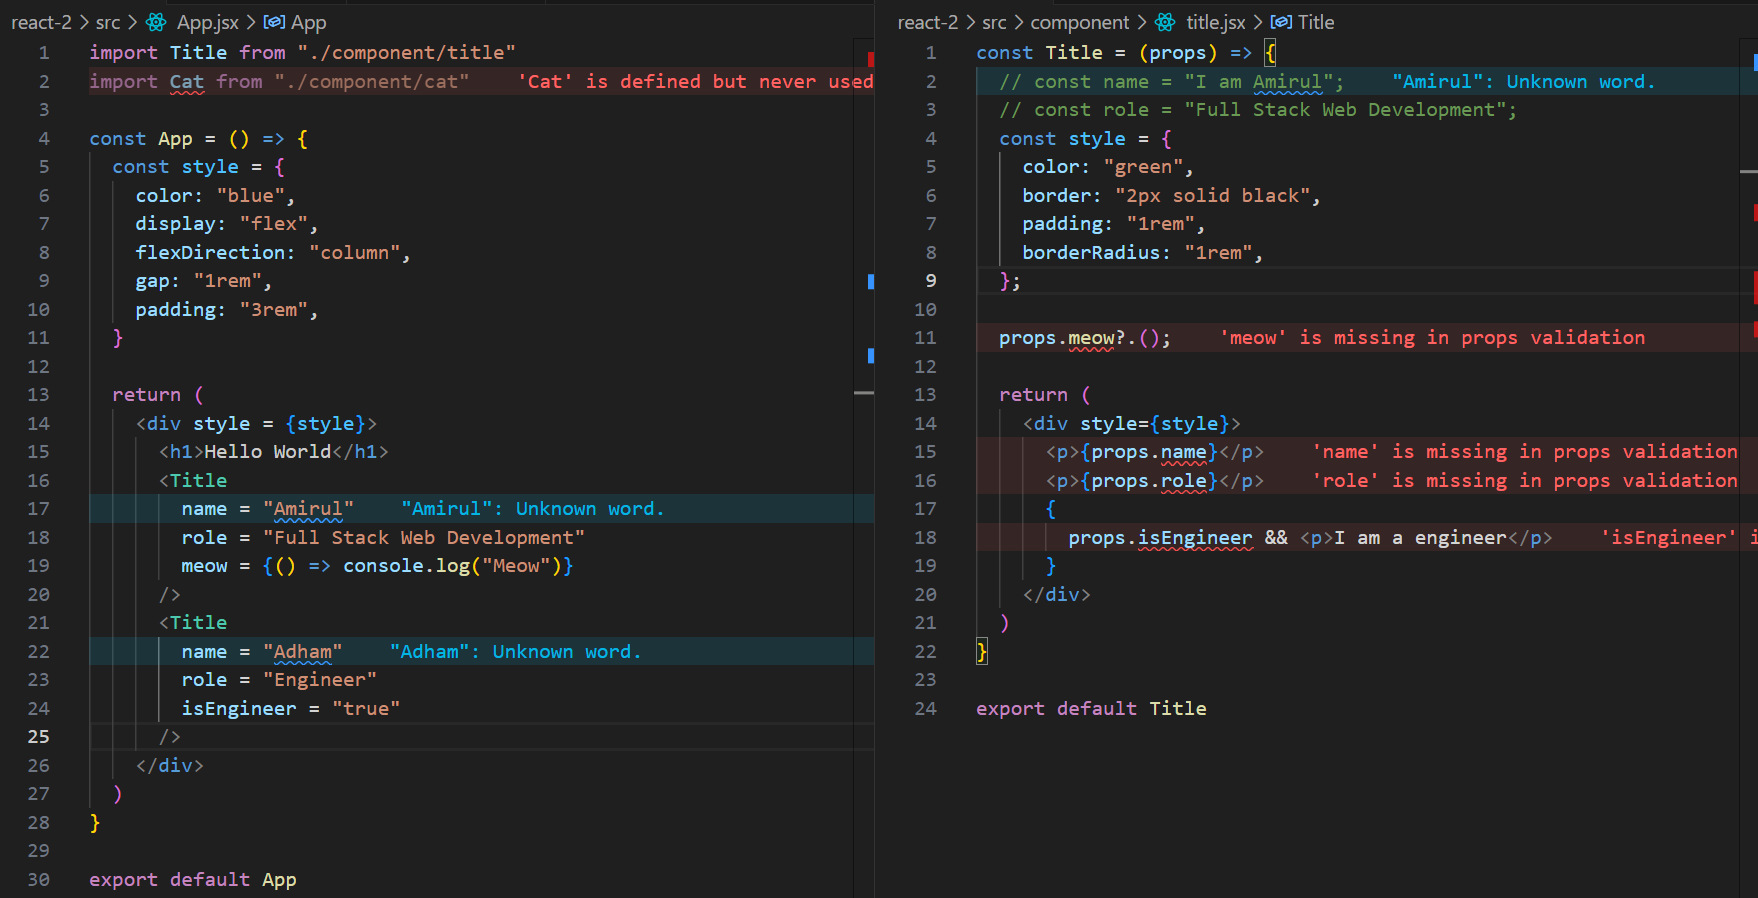 react-2 > src > App.jsx > App
1 import Title from "./component/title"
2 import Cat from "./component/cat" 'Cat' is defined but never used
3
4 const App = () => {
5 const style = {
6 color: "blue",
7 display: "flex",
8 flexDirection: "column",
9 gap: "1rem",
10 padding: "3rem",
11 }
12
13 return (
14 <div style = {style}>
15 <h1>Hello World</h1>
16 <Title
17 name = "Amirul" "Amirul": Unknown word.
18 role = "Full Stack Web Development"
19 meow = {() => console.log("Meow")}
20 />
21 <Title
22 name = "Adham" "Adham": Unknown word.
23 role = "Engineer"
24 isEngineer = "true"
25 />
26 </div>
27 )
28 }
29
30 export default App
react-2 > src > component > title.jsx > Title
1 const Title = (props) => {
2 // const name = "I am Amirul"; "Amirul": Unknown word.
3 // const role = "Full Stack Web Development";
4 const style = {
5 color: "green",
6 border: "2px solid black",
7 padding: "1rem",
8 borderRadius: "1rem",
9 };
10
11 props.meow?.(); 'meow' is missing in props validation
12
13 return (
14 <div style={style}>
15 <p>{props.name}</p> 'name' is missing in props validation
16 <p>{props.role}</p> 'role' is missing in props validation
17 {
18 props.isEngineer && <p>I am a engineer</p> 'isEngineer' i
19 }
20 </div>
21 )
22 }
23
24 export default Title